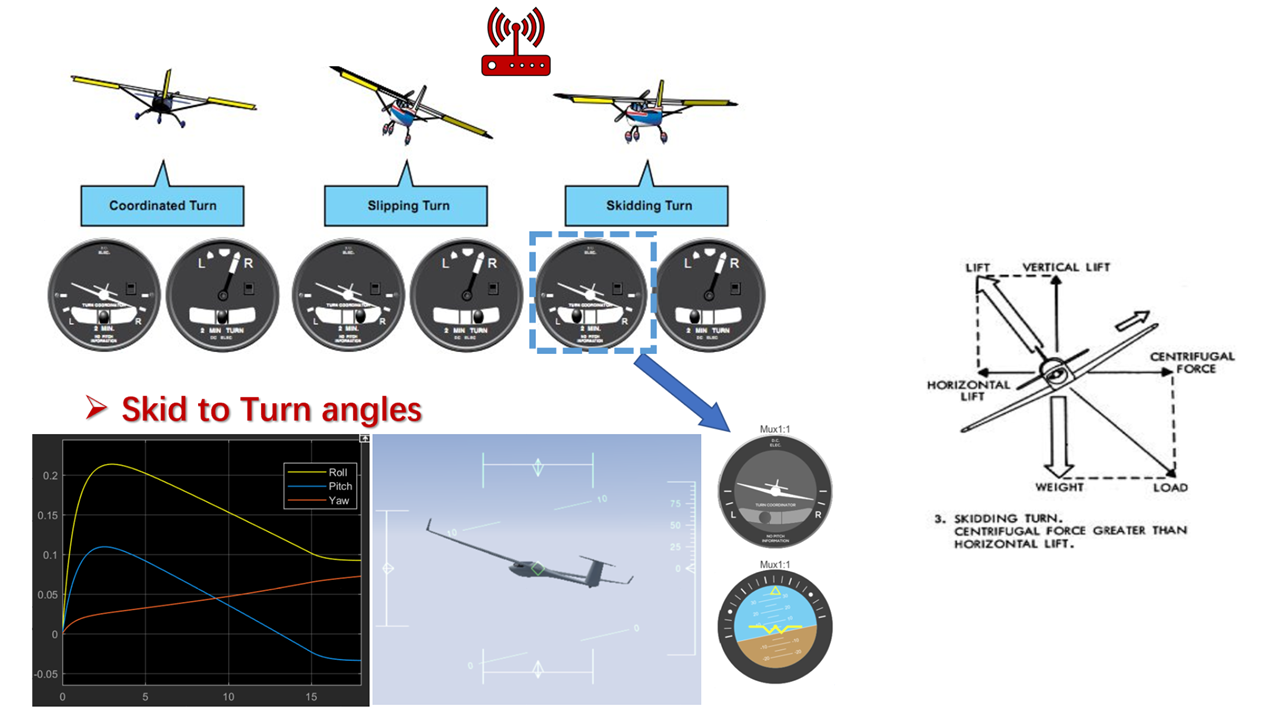 Coordinated Turn
Slipping Turn
Skidding Turn
D.C.
ELEC.
TURN COORDINATOR
L R
2 MIN.
NO PITCH
INFORMATION
L R
2 MIN TURN
DC ELEC
D.C.
ELEC.
TURN COORDINATOR
L R
2 MIN.
NO PITCH
INFORMATION
L R
2 MIN TURN
DC ELEC
D.C.
ELEC.
TURN COORDINATOR
L R
2 MIN.
NO PITCH
INFORMATION
L R
2 MIN TURN
DC ELEC
➢ Skid to Turn angles
Roll
Pitch
Yaw
0.2
0.15
0.1
0.05
0
-0.05
0 5 10 15
10
10
0
0
75
50
25
0
Mux1:1
D.C.
ELEC.
TURN COORDINATOR
L R
NO PITCH
INFORMATION
Mux1:1
LIFT VERTICAL LIFT
CENTRIFUGAL
FORCE
HORIZONTAL
LIFT
WEIGHT LOAD
3. SKIDDING TURN.
CENTRIFUGAL FORCE GREATER THAN
HORIZONTAL LIFT.